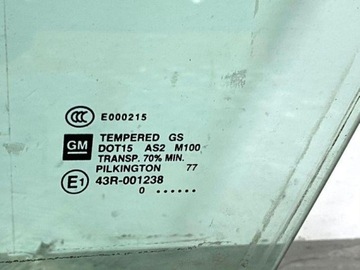 CCC E000215
GM TEMPERED GS
DOT15 AS2 M100
TRANSP. 70% MIN.
PILKINGTON 77
E1 43R-001238
0 ......